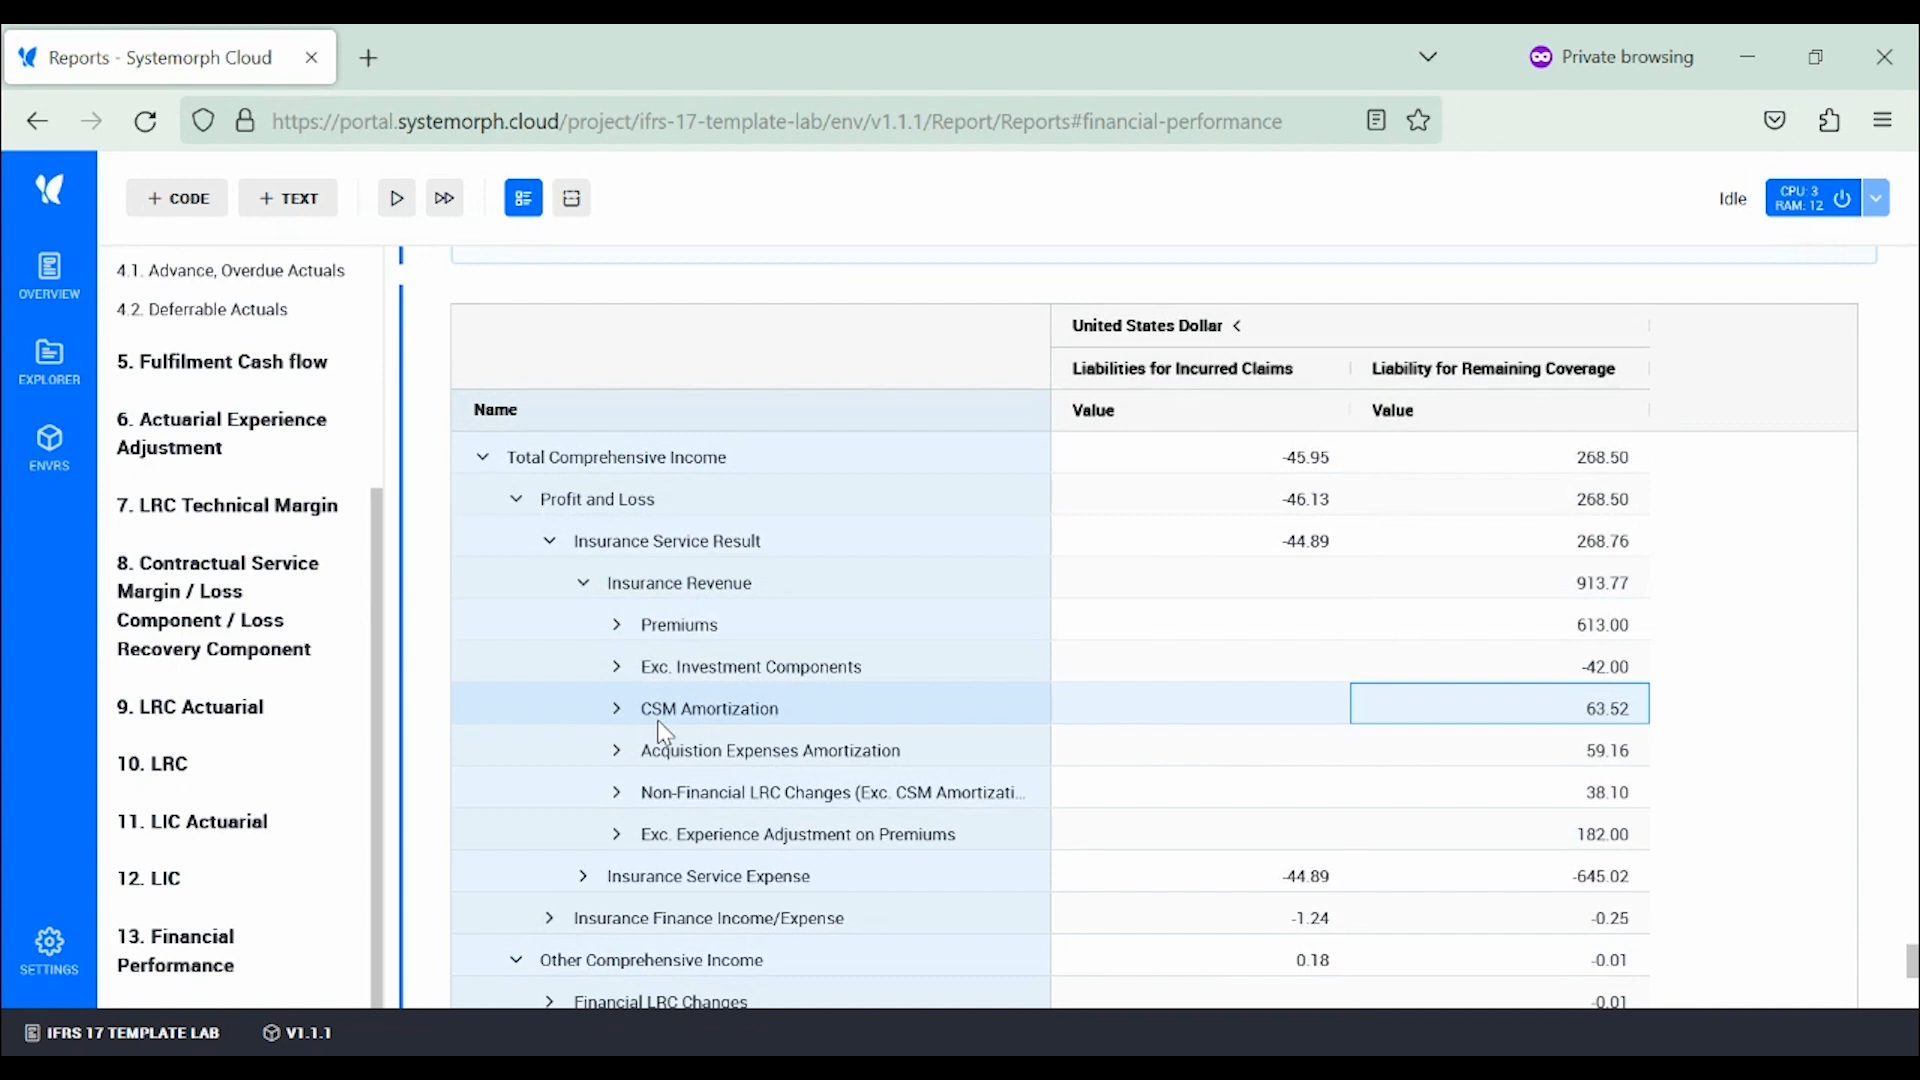 Reports - Systemorph Cloud
Private browsing
https://portal.systemorph.cloud/project/ifrs-17-template-lab/env/v1.1.1/Report/Reports#financial-performance
CODE
TEXT
Idle
CPU: 3
RAM: 12
OVERVIEW
EXPLORER
ENVRS
SETTINGS
4.1. Advance, Overdue Actuals
4.2. Deferrable Actuals
5. Fulfilment Cash flow
6. Actuarial Experience
Adjustment
7. LRC Technical Margin
8. Contractual Service
Margin / Loss
Component / Loss
Recovery Component
9. LRC Actuarial
10. LRC
11. LIC Actuarial
12. LIC
13. Financial
Performance
United States Dollar
Liabilities for Incurred Claims Liability for Remaining Coverage
Name Value Value
Total Comprehensive Income -45.95 268.50
Profit and Loss -46.13 268.50
Insurance Service Result -44.89 268.76
Insurance Revenue 913.77
Premiums 613.00
Exc. Investment Components -42.00
CSM Amortization 63.52
Acquistion Expenses Amortization 59.16
Non-Financial LRC Changes (Exc. CSM Amortizati... 38.10
Exc. Experience Adjustment on Premiums 182.00
Insurance Service Expense -44.89 -645.02
Insurance Finance Income/Expense -1.24 -0.25
Other Comprehensive Income 0.18 -0.01
Financial LRC Changes -0.01
IFRS 17 TEMPLATE LAB V1.1.1